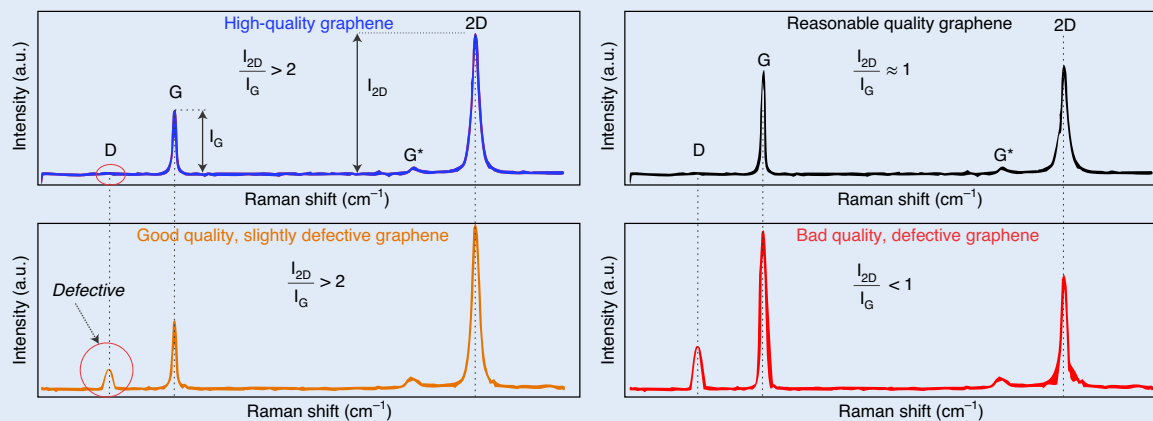 High-quality graphene
2D
I2D
IG
> 2
I2D
G
IG
D
G*
Intensity (a.u.)
Raman shift (cm−1)
Reasonable quality graphene
2D
I2D
IG
≈ 1
G
D
G*
Intensity (a.u.)
Raman shift (cm−1)
Good quality, slightly defective graphene
I2D
IG
> 2
Defective
Intensity (a.u.)
Raman shift (cm−1)
Bad quality, defective graphene
I2D
IG
< 1
Intensity (a.u.)
Raman shift (cm−1)